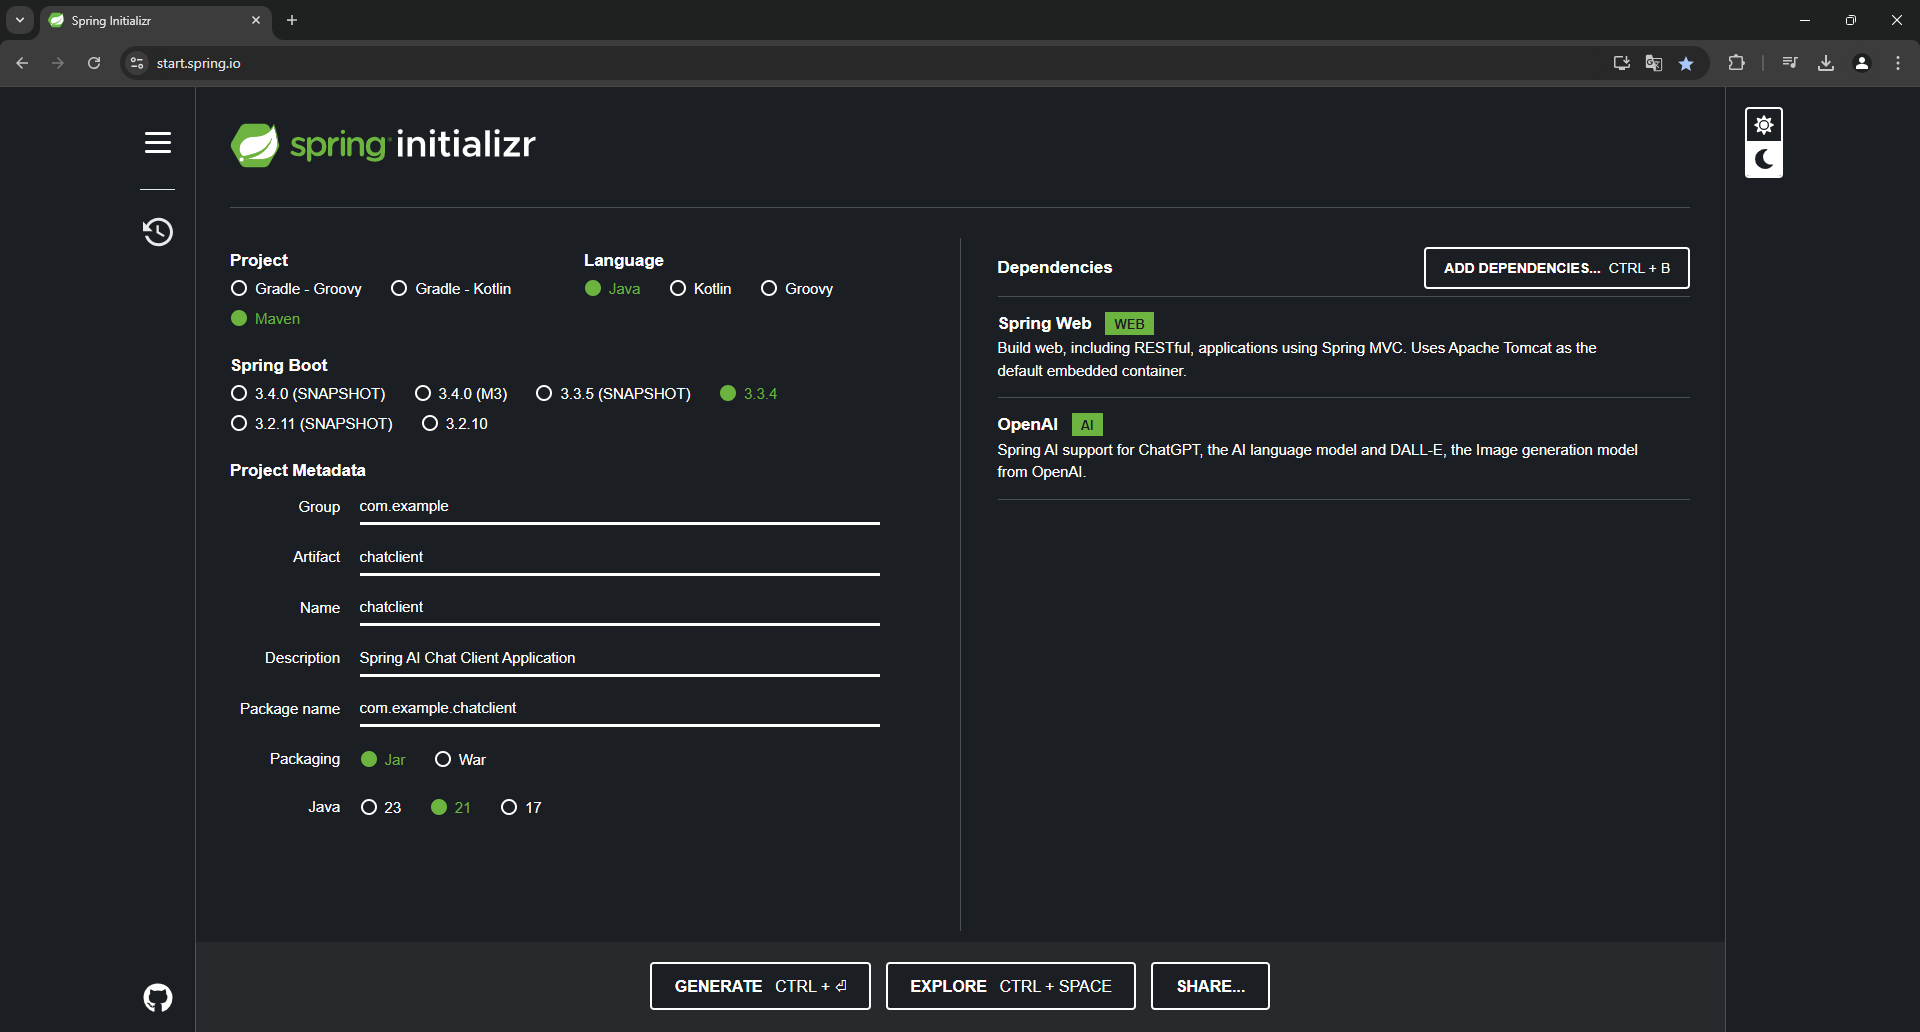 Spring Initializr
start.spring.io
spring initializr
Project
Gradle - Groovy
Gradle - Kotlin
Maven
Language
Java
Kotlin
Groovy
Spring Boot
3.4.0 (SNAPSHOT)
3.4.0 (M3)
3.3.5 (SNAPSHOT)
3.3.4
3.2.11 (SNAPSHOT)
3.2.10
Project Metadata
Group com.example
Artifact chatclient
Name chatclient
Description Spring AI Chat Client Application
Package name com.example.chatclient
Packaging Jar War
Java 23 21 17
Dependencies
ADD DEPENDENCIES... CTRL + B
Spring Web WEB
Build web, including RESTful, applications using Spring MVC. Uses Apache Tomcat as the
default embedded container.
OpenAI AI
Spring AI support for ChatGPT, the AI language model and DALL-E, the Image generation model
from OpenAI.
GENERATE CTRL + ⏎
EXPLORE CTRL + SPACE
SHARE...